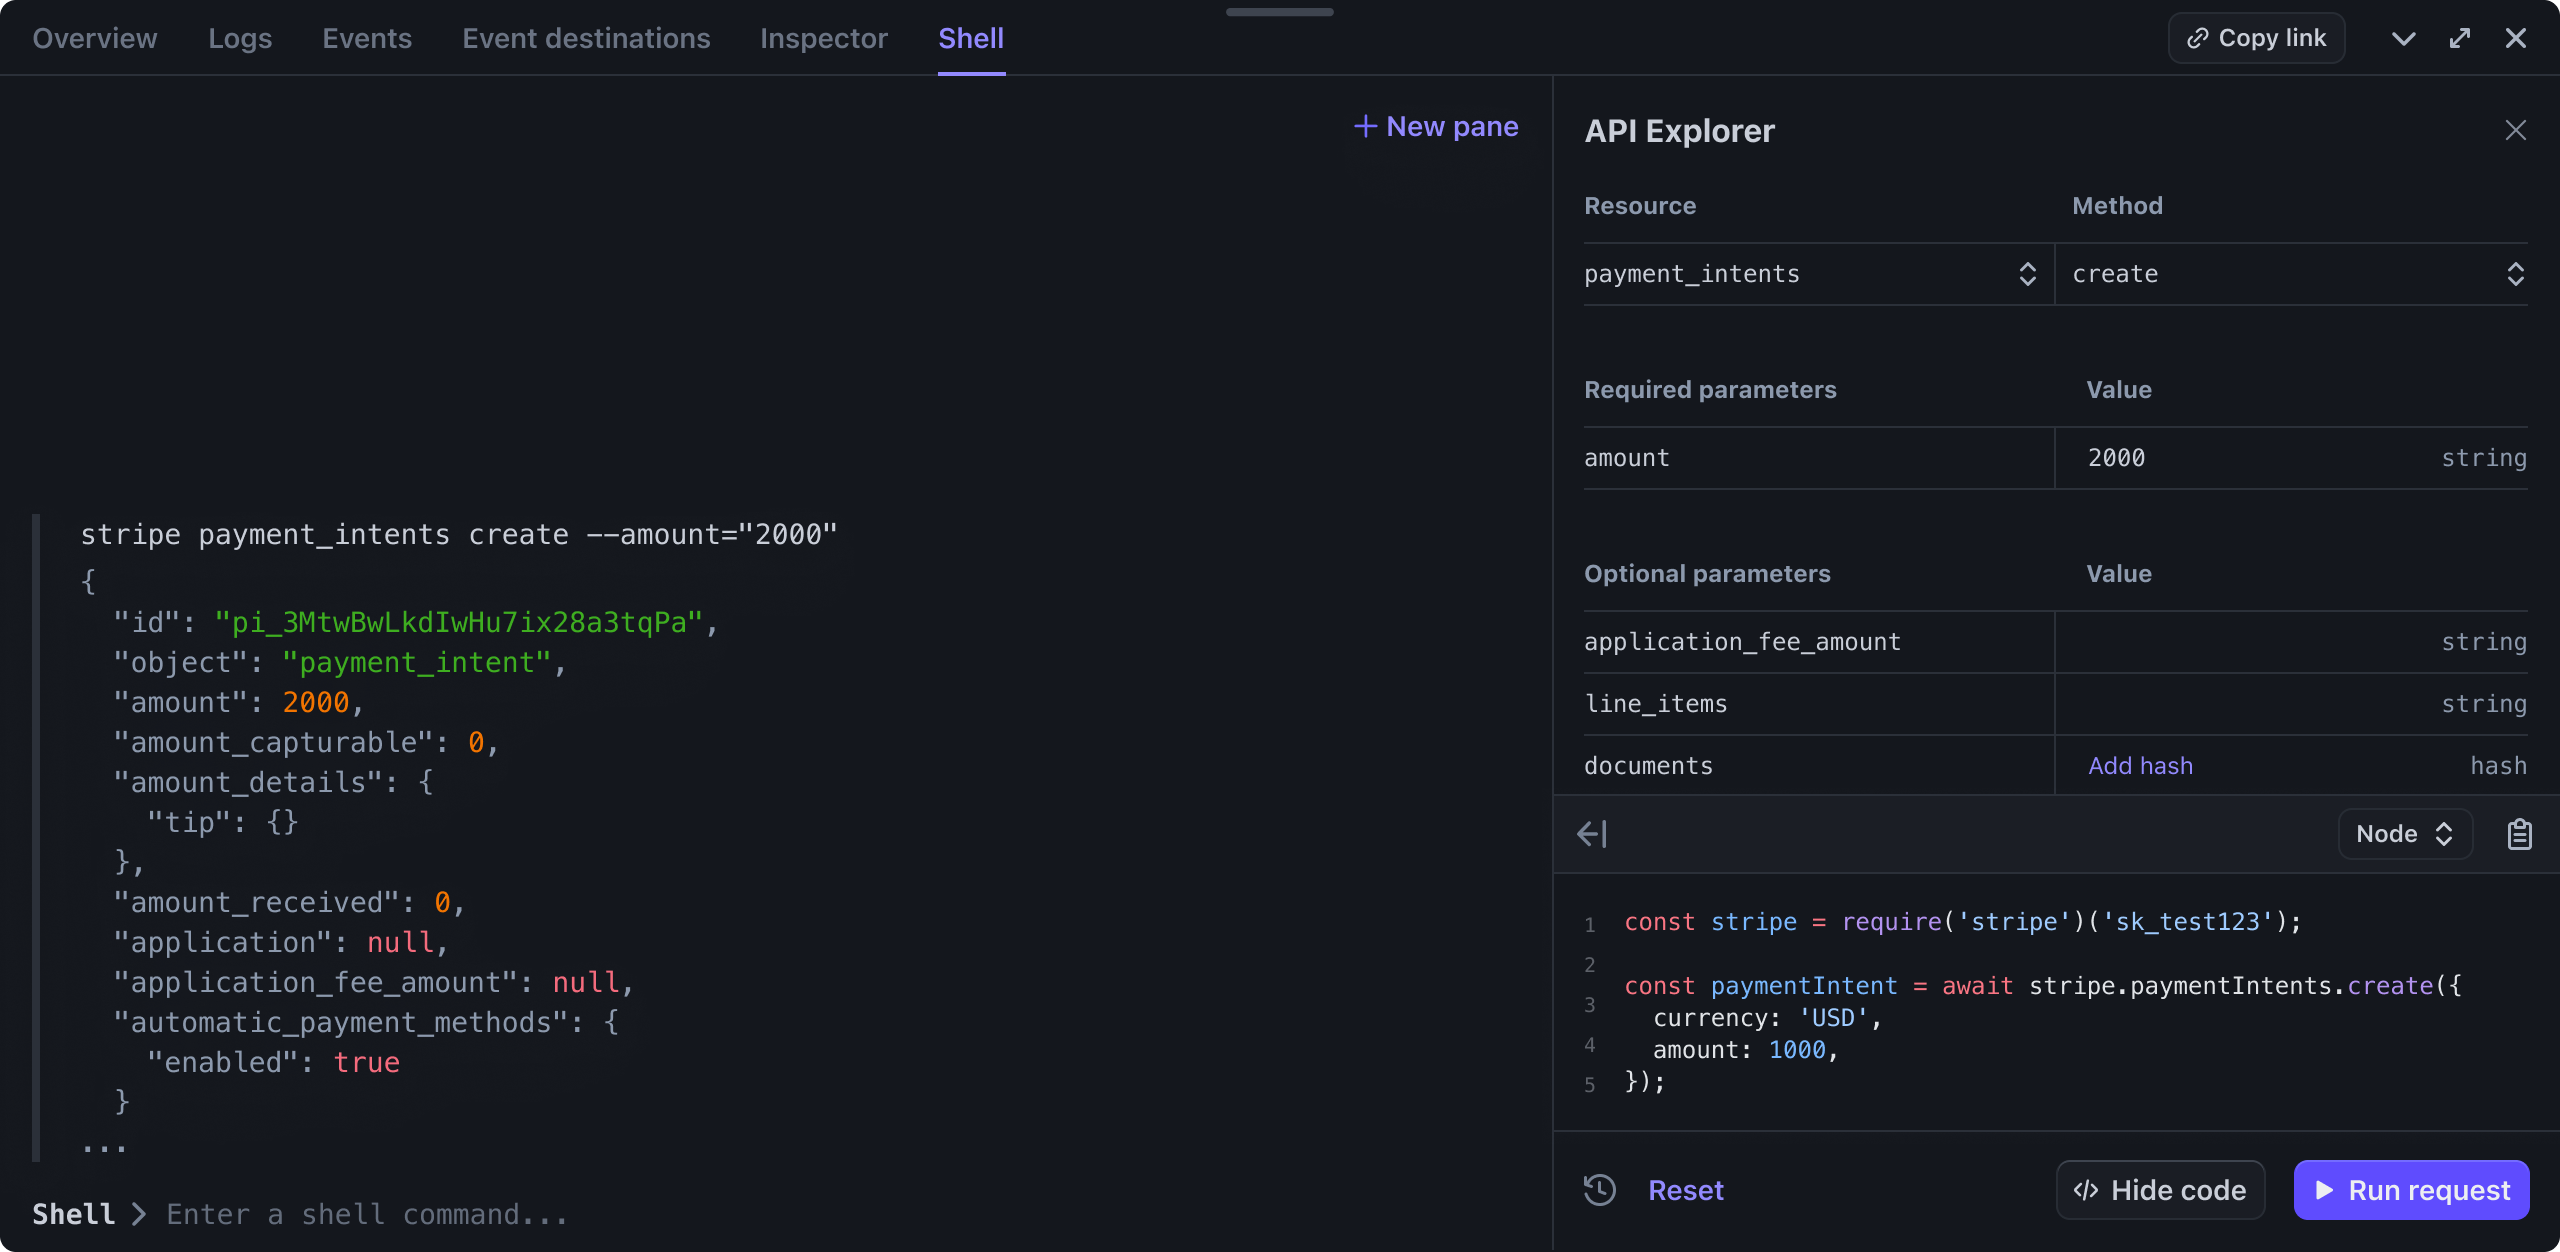 Overview Logs Events Event destinations Inspector Shell Copy link
New pane
stripe payment_intents create --amount="2000"
{
"id": "pi_3MtwBwLkdIwHu7ix28a3tqPa",
"object": "payment_intent",
"amount": 2000,
"amount_capturable": 0,
"amount_details": {
"tip": {}
},
"amount_received": 0,
"application": null,
"application_fee_amount": null,
"automatic_payment_methods": {
"enabled": true
}
...
Shell Enter a shell command...
API Explorer
Resource Method
payment_intents create
Required parameters Value
amount 2000 string
Optional parameters Value
application_fee_amount string
line_items string
documents Add hash hash
Node
1 const stripe = require('stripe')('sk_test123');
2
3 const paymentIntent = await stripe.paymentIntents.create({
4 currency: 'USD',
amount: 1000,
5 });
Reset Hide code Run request